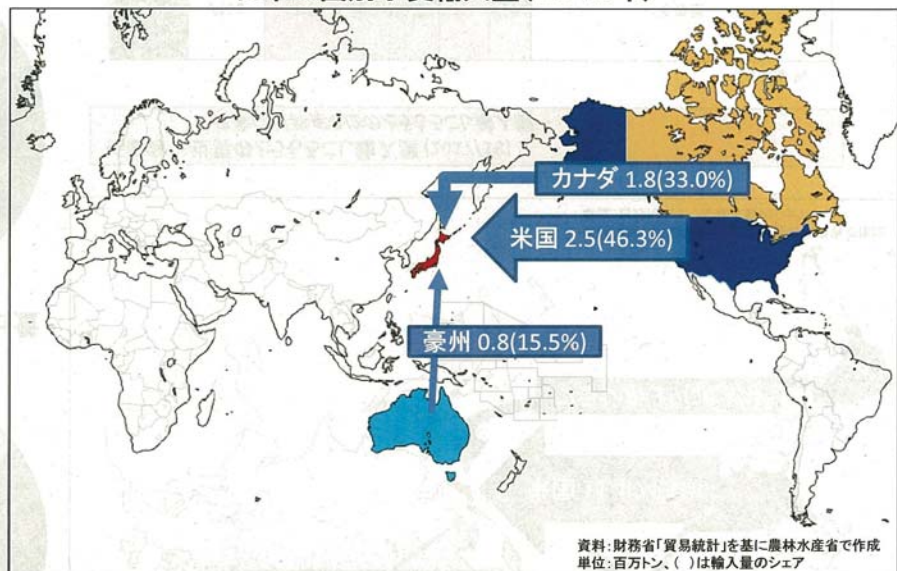 カナダ 1.8(33.0%)
米国 2.5(46.3%)
豪州 0.8(15.5%)
資料:財務省「貿易統計」を基に農林水産省で作成
単位:百万トン、( )は輸入量のシェア